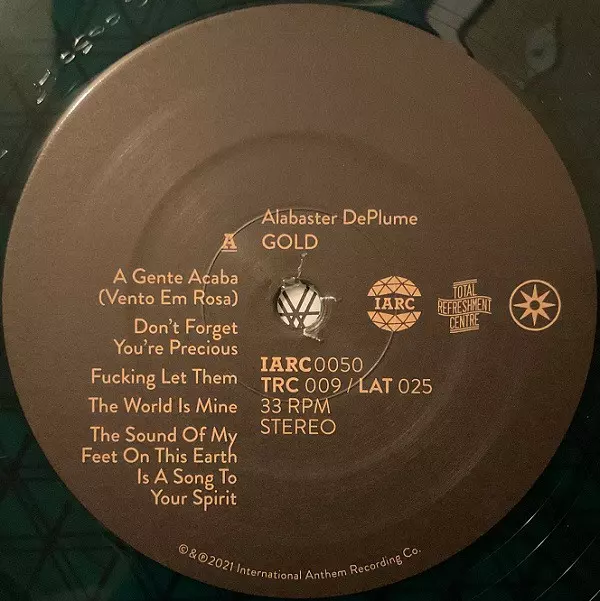 Alabaster DePlume
A
GOLD
A Gente Acaba
(Vento Em Rosa)
Don't Forget
You're Precious
Fucking Let Them
The World Is Mine
The Sound Of My
Feet On This Earth
Is A Song To
Your Spirit
IARC
TOTAL
REFRESHMENT
CENTRE
IARC0050
TRC 009 / LAT 025
33 RPM
STEREO
©&℗2021 International Anthem Recording Co.